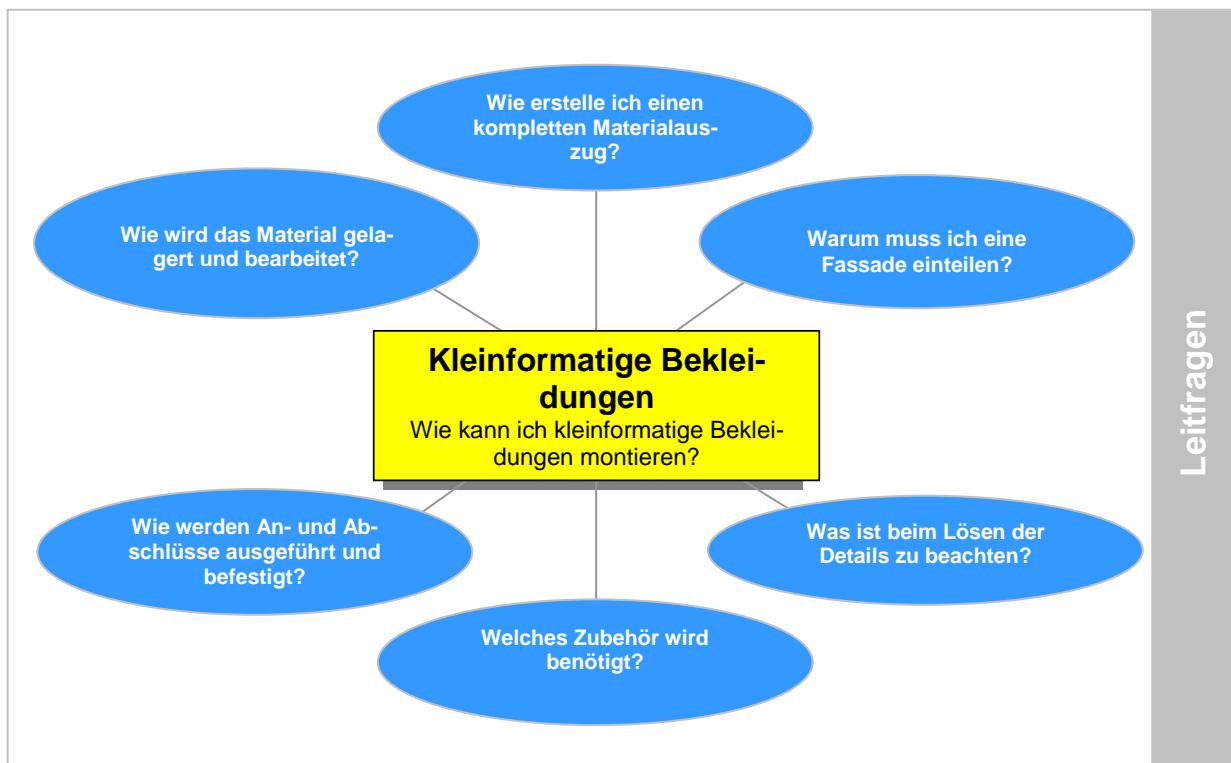 Wie erstelle ich einen
kompletten Materialaus-
zug?
Wie wird das Material gela-
gert und bearbeitet?
Warum muss ich eine
Fassade einteilen?
Kleinformatige Beklei-
dungen
Wie kann ich kleinformatige Beklei-
dungen montieren?
Wie werden An- und Ab-
schlüsse ausgeführt und
befestigt?
Was ist beim Lösen der
Details zu beachten?
Welches Zubehör wird
benötigt?
Leitfragen